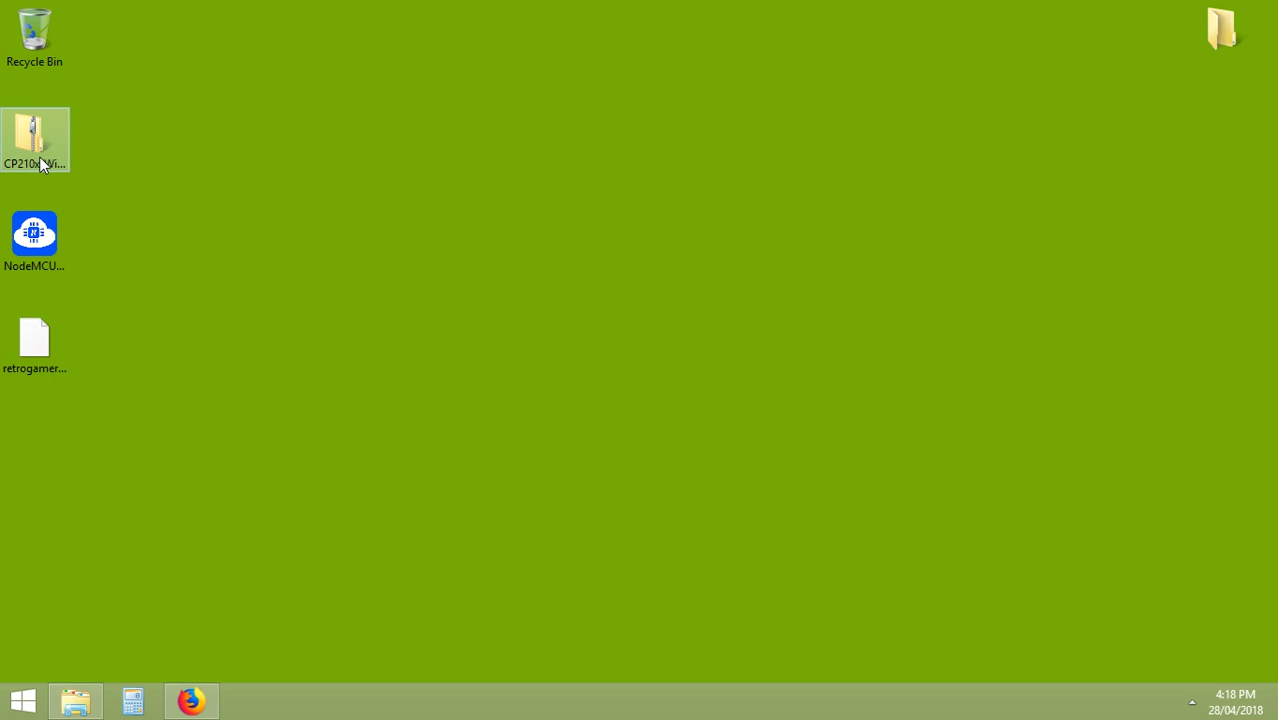 Recycle Bin
CP210x_Wi...
NodeMCU...
retrogamer...
4:18 PM
28/04/2018